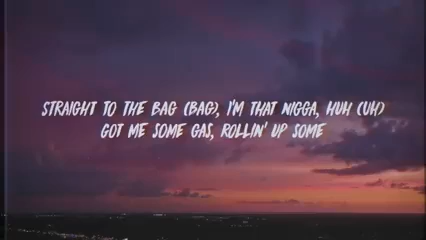 STRAIGHT TO THE BAG (BAG), I'M THAT NIGGA, HUH (UH)
GOT ME SOME GAS, ROLLIN' UP SOME